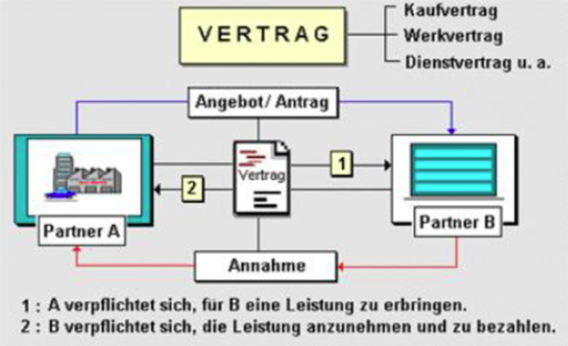 VERTRAG
Kaufvertrag
Werkvertrag
Dienstvertrag u. a.
Angebot/ Antrag
Vertrag
1
2
Partner A
Partner B
Annahme
1 : A verpflichtet sich, für B eine Leistung zu erbringen.
2 : B verpflichtet sich, die Leistung anzunehmen und zu bezahlen.